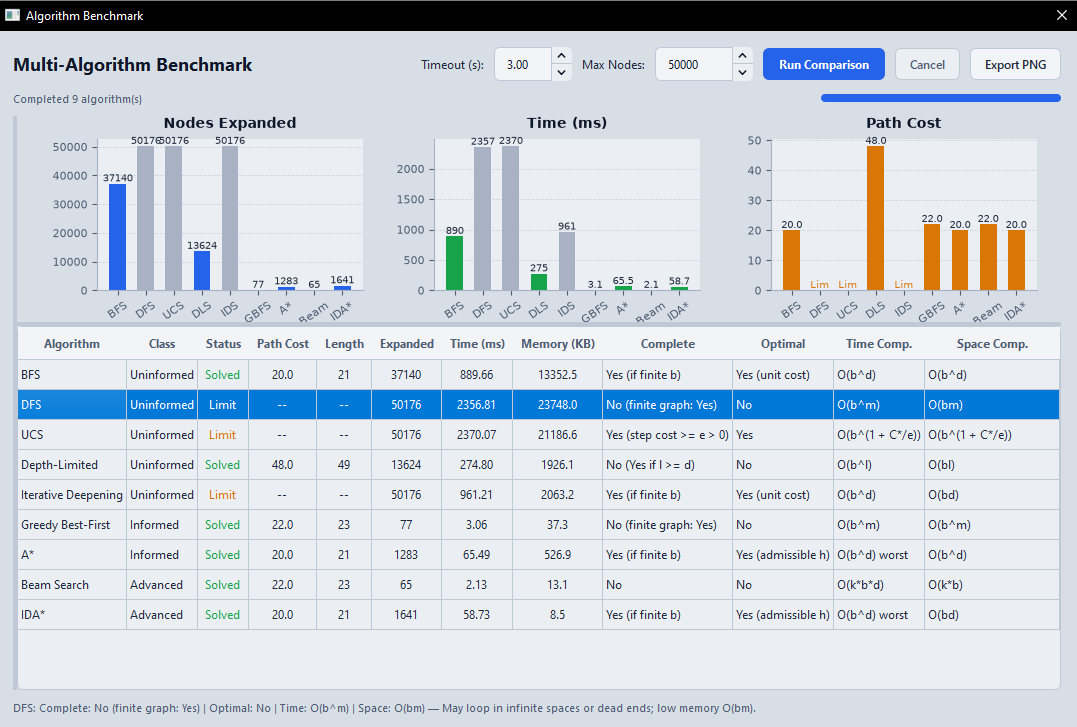 Algorithm Benchmark
Multi-Algorithm Benchmark
Timeout (s): 3.00 Max Nodes: 50000 Run Comparison Cancel Export PNG
Completed 9 algorithm(s)
Nodes Expanded
50000
40000
30000
20000
10000
0
37140 50176 50176 13624 50176 77 1283 65 1641
BFS DFS UCS DLS IDS GBFS A* Beam IDA*
Time (ms)
2000
1500
1000
500
0
890 2357 2370 275 961 3.1 65.5 2.1 58.7
BFS DFS UCS DLS IDS GBFS A* Beam IDA*
Path Cost
50
40
30
20
10
0
20.0 Lim Lim 48.0 Lim 22.0 20.0 22.0 20.0
BFS DFS UCS DLS IDS GBFS A* Beam IDA*
Algorithm Class Status Path Cost Length Expanded Time (ms) Memory (KB) Complete Optimal Time Comp. Space Comp.
BFS Uninformed Solved 20.0 21 37140 889.66 13352.5 Yes (if finite b) Yes (unit cost) O(b^d) O(b^d)
DFS Uninformed Limit -- -- 50176 2356.81 23748.0 No (finite graph: Yes) No O(b^m) O(bm)
UCS Uninformed Limit -- -- 50176 2370.07 21186.6 Yes (step cost >= e > 0) Yes O(b^(1 + C*/e)) O(b^(1 + C*/e))
Depth-Limited Uninformed Solved 48.0 49 13624 274.80 1926.1 No (Yes if l >= d) No O(b^l) O(bl)
Iterative Deepening Uninformed Limit -- -- 50176 961.21 2063.2 Yes (if finite b) Yes (unit cost) O(b^d) O(bd)
Greedy Best-First Informed Solved 22.0 23 77 3.06 37.3 No (finite graph: Yes) No O(b^m) O(b^m)
A* Informed Solved 20.0 21 1283 65.49 526.9 Yes (if finite b) Yes (admissible h) O(b^d) worst O(b^d)
Beam Search Advanced Solved 22.0 23 65 2.13 13.1 No No O(k*b*d) O(k*b)
IDA* Advanced Solved 20.0 21 1641 58.73 8.5 Yes (if finite b) Yes (admissible h) O(b^d) worst O(bd)
DFS: Complete: No (finite graph: Yes) | Optimal: No | Time: O(b^m) | Space: O(bm) — May loop in infinite spaces or dead ends; low memory O(bm).